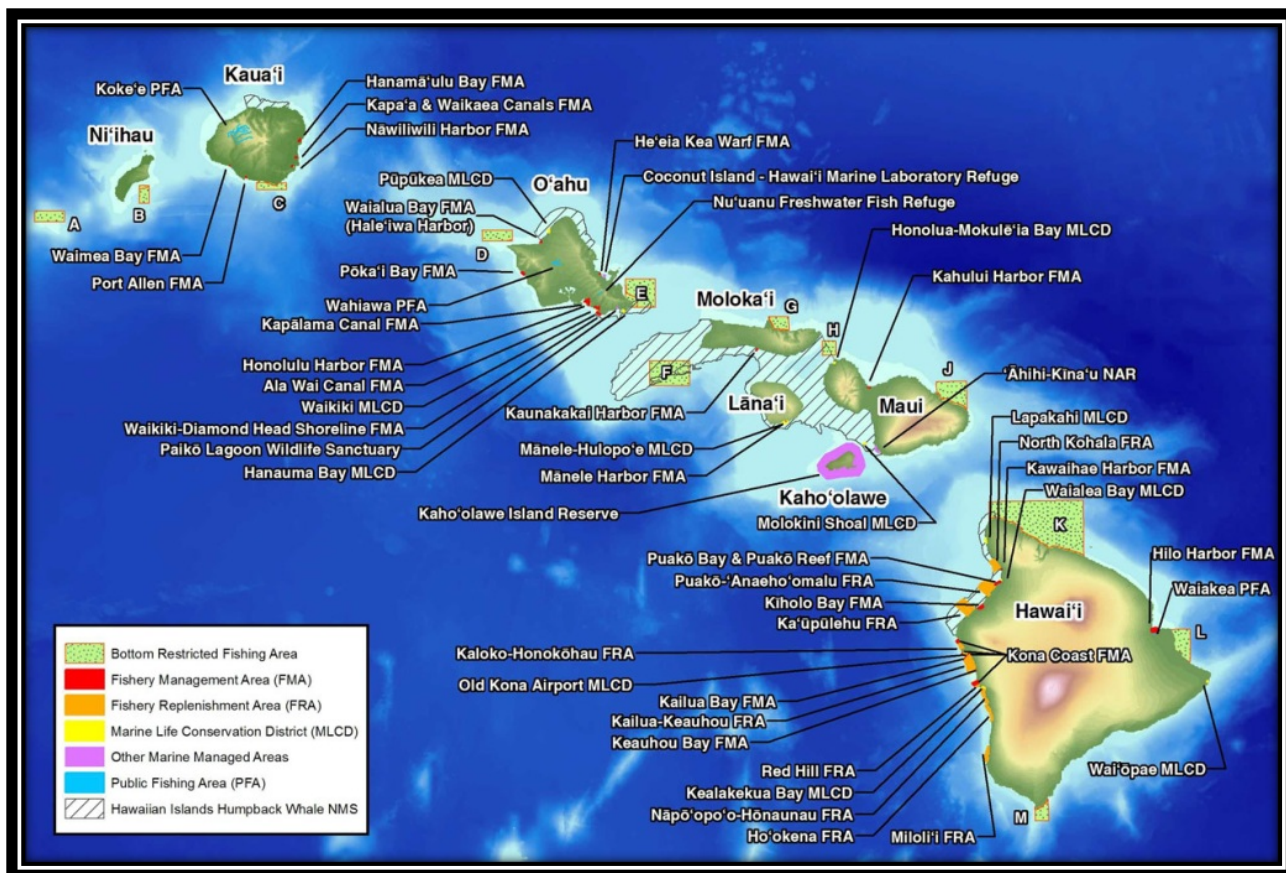 Kaua‘i
Koke‘e PFA
Hanamā‘ulu Bay FMA
Kapa‘a & Waikaea Canals FMA
Nāwiliwili Harbor FMA
Ni‘ihau
A
B
C
Waimea Bay FMA
Port Allen FMA
O‘ahu
He‘eia Kea Warf FMA
Coconut Island - Hawai‘i Marine Laboratory Refuge
Nu‘uanu Freshwater Fish Refuge
Pūpūkea MLCD
Waialua Bay FMA
(Hale‘iwa Harbor)
D
Pōka‘i Bay FMA
Wahiawa PFA
Kapālama Canal FMA
Honolulu Harbor FMA
Ala Wai Canal FMA
Waikiki MLCD
Waikiki-Diamond Head Shoreline FMA
Paikō Lagoon Wildlife Sanctuary
Hanauma Bay MLCD
E
Moloka‘i
G
H
F
Honolua-Mokulē‘ia Bay MLCD
Kahului Harbor FMA
J
‘Āhihi-Kīna‘u NAR
Lāna‘i
Maui
Kaunakakai Harbor FMA
Mānele-Hulopo‘e MLCD
Mānele Harbor FMA
Kaho‘olawe
Kaho‘olawe Island Reserve
Molokini Shoal MLCD
Lapakahi MLCD
North Kohala FRA
Kawaihae Harbor FMA
Waialea Bay MLCD
K
Puakō Bay & Puakō Reef FMA
Puakō-‘Anaeho‘omalu FRA
Kīholo Bay FMA
Ka‘ūpūlehu FRA
Hawai‘i
Hilo Harbor FMA
Waiakea PFA
L
Kaloko-Honokōhau FRA
Kona Coast FMA
Old Kona Airport MLCD
Kailua Bay FMA
Kailua-Keauhou FRA
Keauhou Bay FMA
Red Hill FRA
Kealakekua Bay MLCD
Nāpō‘opo‘o-Hōnaunau FRA
Ho‘okena FRA
Miloli‘i FRA
M
Wai‘ōpae MLCD
Bottom Restricted Fishing Area
Fishery Management Area (FMA)
Fishery Replenishment Area (FRA)
Marine Life Conservation District (MLCD)
Other Marine Managed Areas
Public Fishing Area (PFA)
Hawaiian Islands Humpback Whale NMS